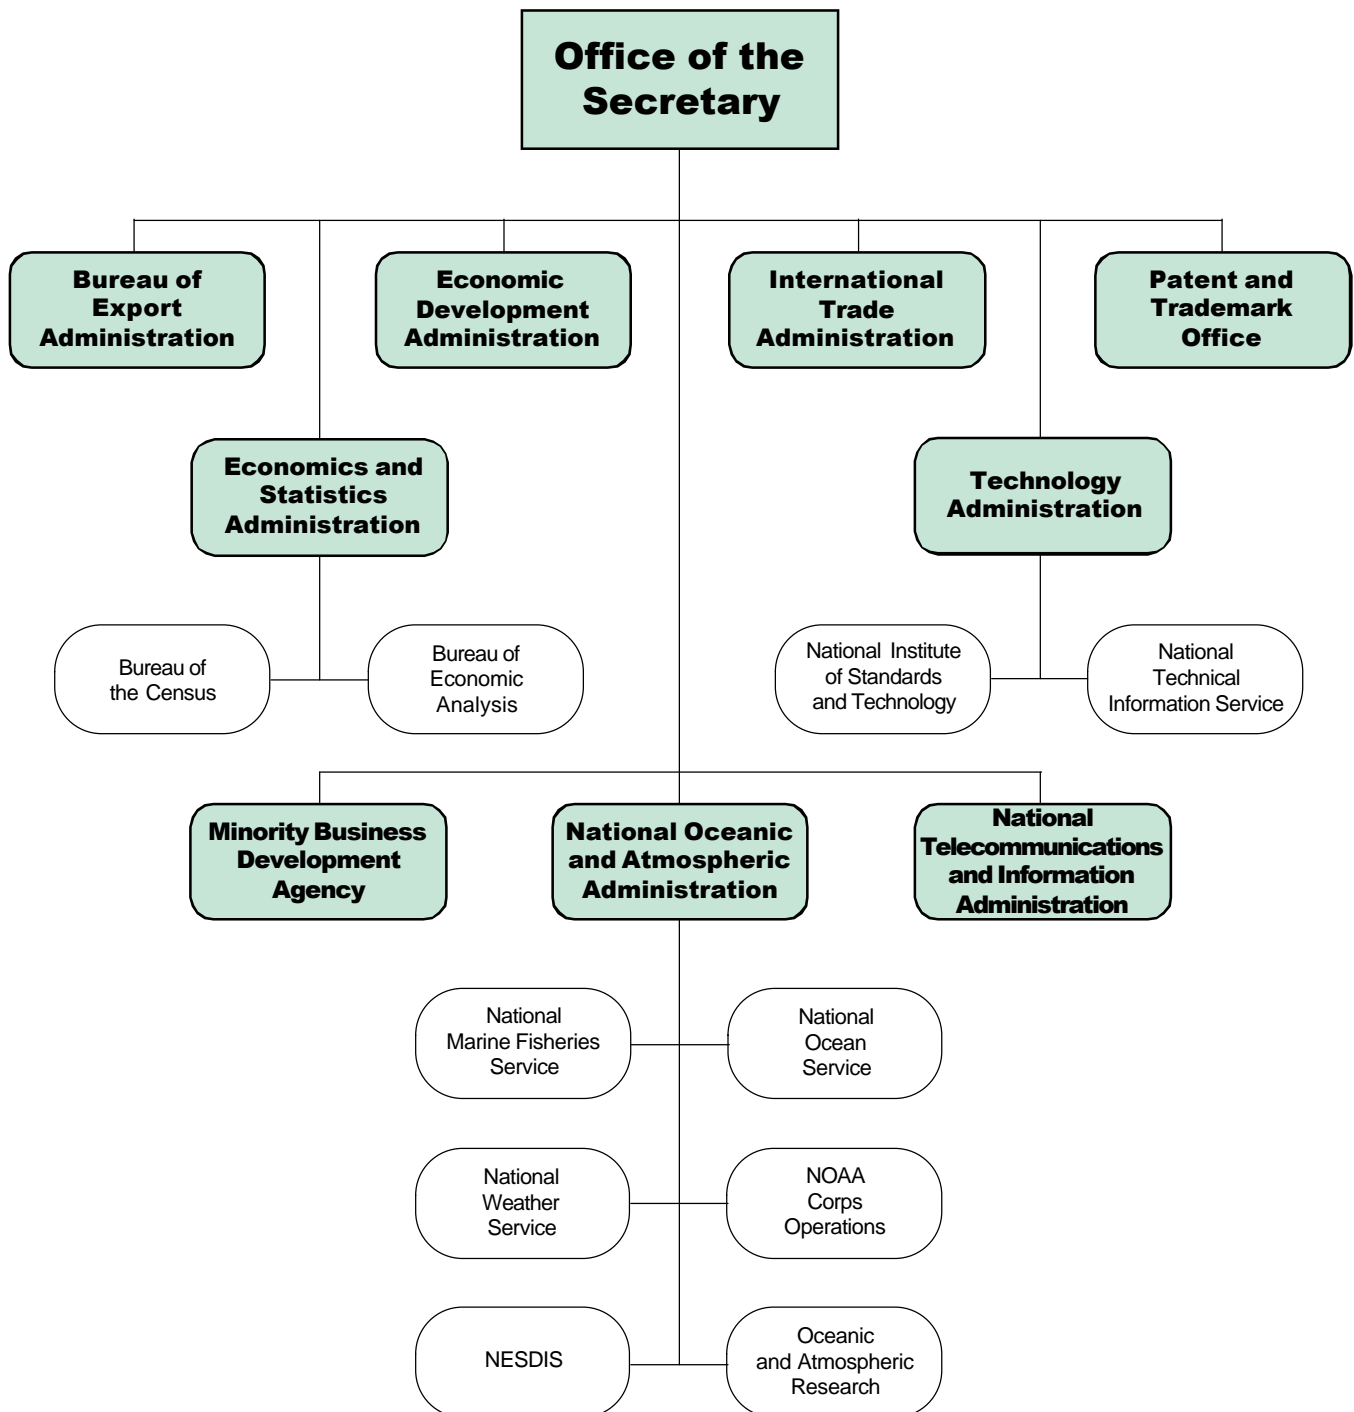 Office of the
Secretary
Bureau of
Export
Administration
Economic
Development
Administration
International
Trade
Administration
Patent and
Trademark
Office
Economics and
Statistics
Administration
Technology
Administration
Bureau of
the Census
Bureau of
Economic
Analysis
National Institute
of Standards
and Technology
National
Technical
Information Service
Minority Business
Development
Agency
National Oceanic
and Atmospheric
Administration
National
Telecommunications
and Information
Administration
National
Marine Fisheries
Service
National
Ocean
Service
National
Weather
Service
NOAA
Corps
Operations
NESDIS
Oceanic
and Atmospheric
Research